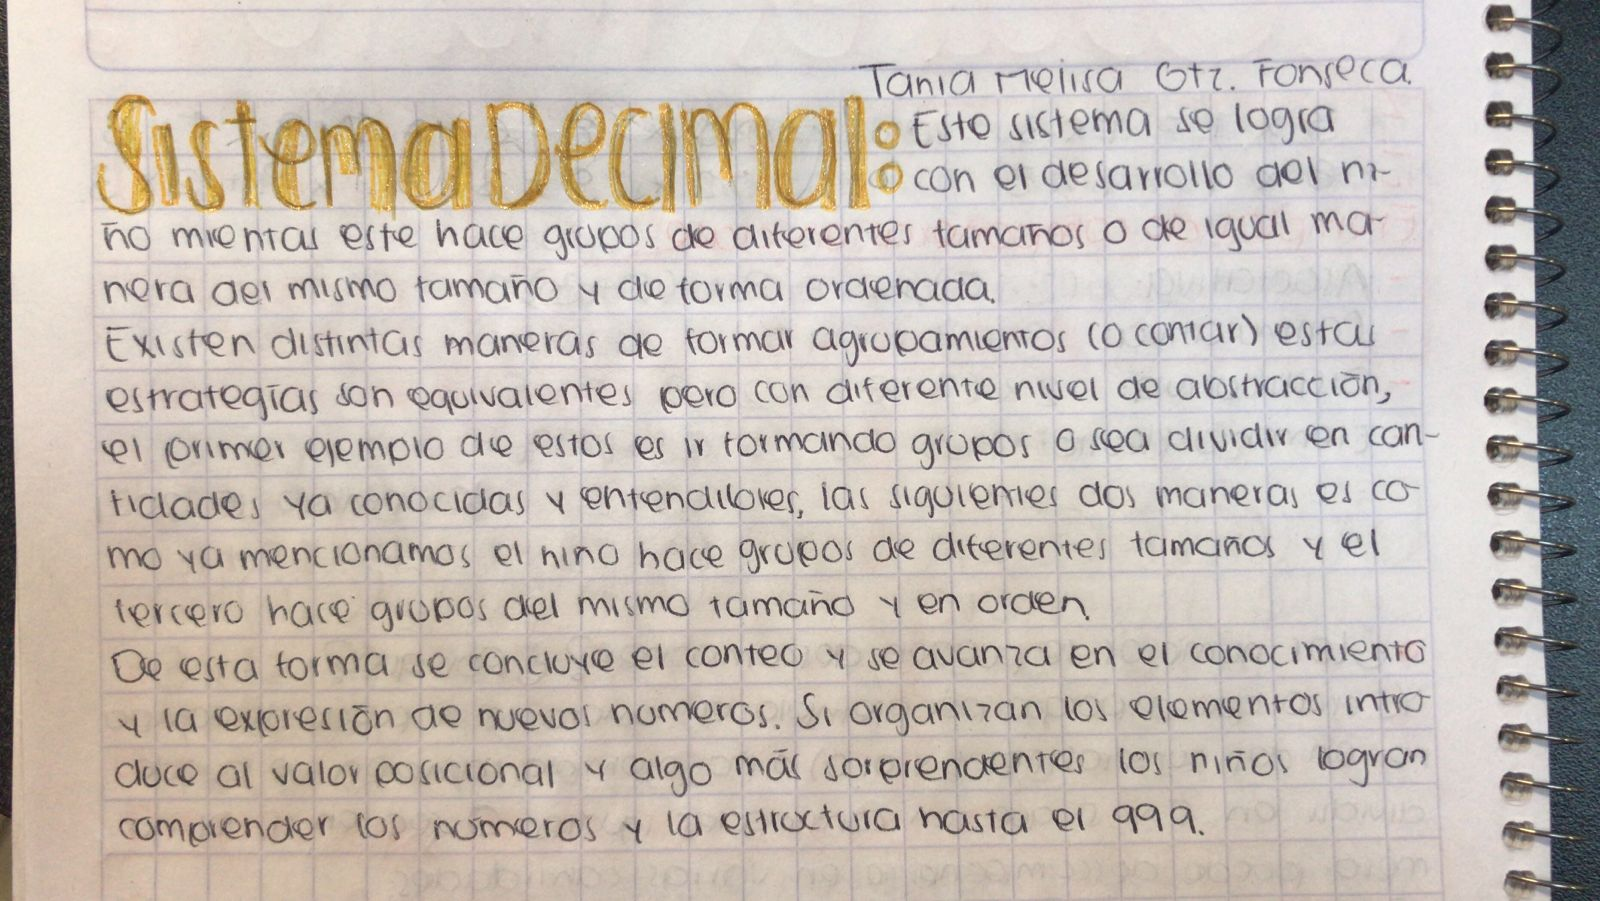 Tania Melisa Gtz. Fonseca.
Sistema Decimal: Este sistema se logra
con el desarrollo del ni-
ño mientas este hace grupos de diferentes tamaños o de igual ma-
nera del mismo tamaño y de forma ordenada.
Existen distintas maneras de formar agrupamientos (o contar) estas
estrategías son equivalentes pero con diferente nivel de abstracción,
el primer ejemplo de estos es ir formando grupos o sea dividir en can-
tidades ya conocidas y entendibles, las siguientes dos maneras es co-
mo ya mencionamos el niño hace grupos de diferentes tamaños y el
tercero hace grupos del mismo tamaño y en orden.
De esta forma se concluye el conteo y se avanza en el conocimiento
y la expresión de nuevos numeros. Si organizan los elementos intro
duce al valor posicional y algo más sorprendentes los niños logran
comprender los números y la estructura hasta el 999.